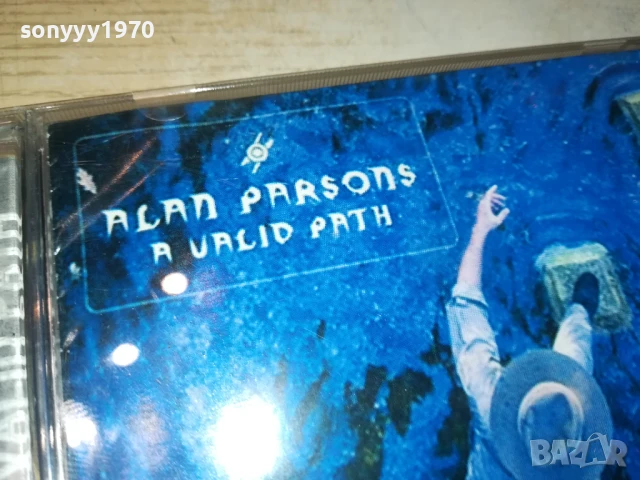 sonyyy1970
ALAN PARSONS
A VALID PATH
BAZAR